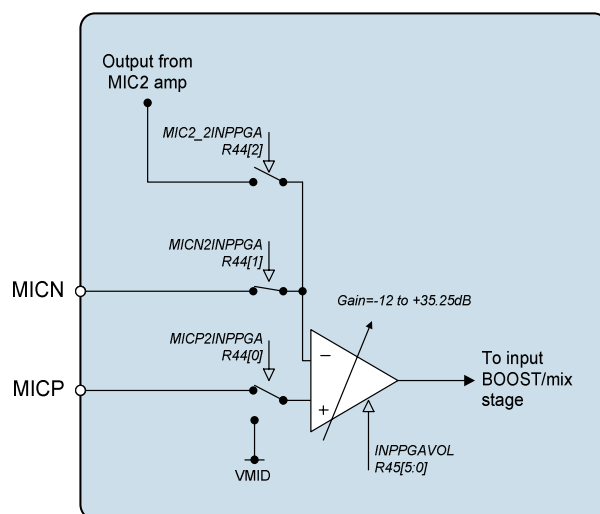 Output from
MIC2 amp
MIC2_2INPPGA
R44[2]
MICN2INPPGA
R44[1]
MICN
Gain=-12 to +35.25dB
MICP2INPPGA
R44[0]
MICP
−
+
To input
BOOST/mix
stage
VMID
INPPGAVOL
R45[5:0]